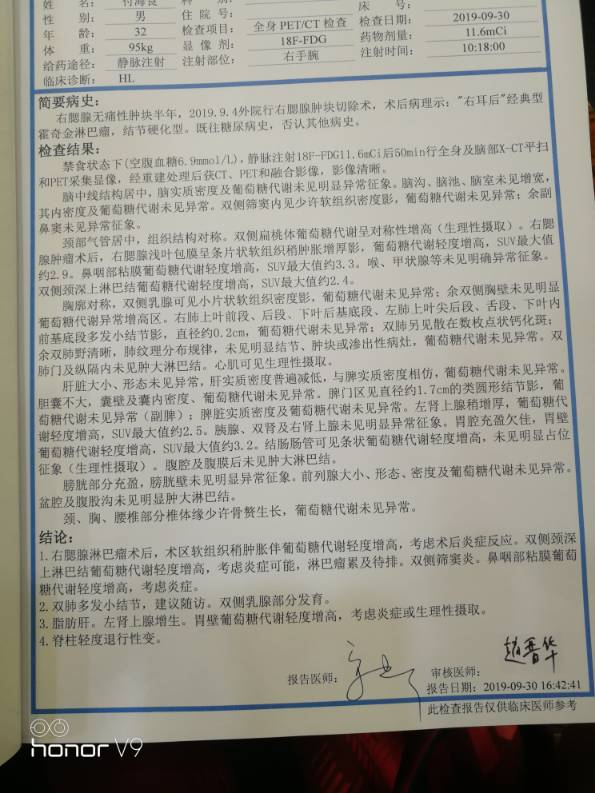 姓 名： 付海良 科 别： 床 号：
性 别： 男 住 院 号： 检查日期： 2019-09-30
年 龄： 32 检查项目： 全身PET/CT检查 药物剂量： 11.6mCi
体 重： 95kg 显 像 剂： 18F-FDG 注射时间： 10:18:00
给药途径： 静脉注射 注射部位： 右手腕
临床诊断： HL
简要病史：
右腮腺无痛性肿块半年，2019.9.4外院行右腮腺肿块切除术，术后病理示："右耳后"经典型
霍奇金淋巴瘤，结节硬化型。既往糖尿病史，否认其他病史。
检查结果：
禁食状态下(空腹血糖6.9mmol/L)，静脉注射18F-FDG11.6mCi后50min行全身及脑部X-CT平扫
和PET采集显像，经重建处理后获CT、PET和融合影像，影像清晰。
脑中线结构居中，脑实质密度及葡萄糖代谢未见明显异常征象。脑沟、脑池、脑室未见增宽，
其内密度及葡萄糖代谢未见异常。双侧筛窦内见少许软组织密度影，葡萄糖代谢未见异常；余副
鼻窦未见异常征象。
颈部气管居中，组织结构对称。双侧扁桃体葡萄糖代谢呈对称性增高（生理性摄取）。右腮
腺肿瘤术后，右腮腺浅叶包膜呈条片状软组织稍肿胀增厚影，葡萄糖代谢轻度增高，SUV最大值
约2.9。鼻咽部粘膜葡萄糖代谢轻度增高，SUV最大值约3.3。喉、甲状腺等未见明确异常征象。
双侧颈深上淋巴结葡萄糖代谢轻度增高，SUV最大值约2.4。
胸廓对称，双侧乳腺可见小片状软组织密度影，葡萄糖代谢未见异常；余双侧胸壁未见明显
葡萄糖代谢异常增高区。右肺上叶前段、后段、下叶后基底段、左肺上叶尖后段、舌段、下叶内
前基底段多发小结节影，直径约0.2cm，葡萄糖代谢未见异常；双肺另见散在数枚点状钙化斑；
余双肺野清晰，肺纹理分布规律，未见明显结节、肿块或渗出性病灶，葡萄糖代谢未见异常。双
肺门及纵隔内未见肿大淋巴结。心肌可见生理性摄取。
肝脏大小、形态未见异常，肝实质密度普遍减低，与脾实质密度相仿，葡萄糖代谢未见异常。
胆囊不大，囊壁及囊内密度、葡萄糖代谢未见异常。脾门区见直径约1.7cm的类圆形结节影，葡
萄糖代谢未见异常（副脾）；脾脏实质密度及葡萄糖代谢未见异常。左肾上腺稍增厚，葡萄糖代
谢轻度增高，SUV最大值约2.5。胰腺、双肾及右肾上腺未见明显异常征象。胃腔充盈欠佳，胃壁
葡萄糖代谢轻度增高，SUV最大值约3.2。结肠肠管可见条状葡萄糖代谢轻度增高，未见明显占位
征象（生理性摄取）。腹腔及腹膜后未见肿大淋巴结。
膀胱部分充盈，膀胱壁未见明显异常征象。前列腺大小、形态、密度及葡萄糖代谢未见异常。
盆腔及腹股沟未见明显肿大淋巴结。
颈、胸、腰椎部分椎体缘少许骨赘生长，葡萄糖代谢未见异常。
结论：
1.右腮腺淋巴瘤术后，术区软组织稍肿胀伴葡萄糖代谢轻度增高，考虑术后炎症反应。双侧颈深
上淋巴结葡萄糖代谢轻度增高，考虑炎症可能，淋巴瘤累及待排。双侧筛窦炎。鼻咽部粘膜葡萄
糖代谢轻度增高，考虑炎症。
2.双肺多发小结节，建议随访。双侧乳腺部分发育。
3.脂肪肝。左肾上腺增生。胃壁葡萄糖代谢轻度增高，考虑炎症或生理性摄取。
4.脊柱轻度退行性变。
报告医师： 审核医师： 赵晋华
报告日期：2019-09-30 16:42:41
此检查报告仅供临床医师参考
honor V9